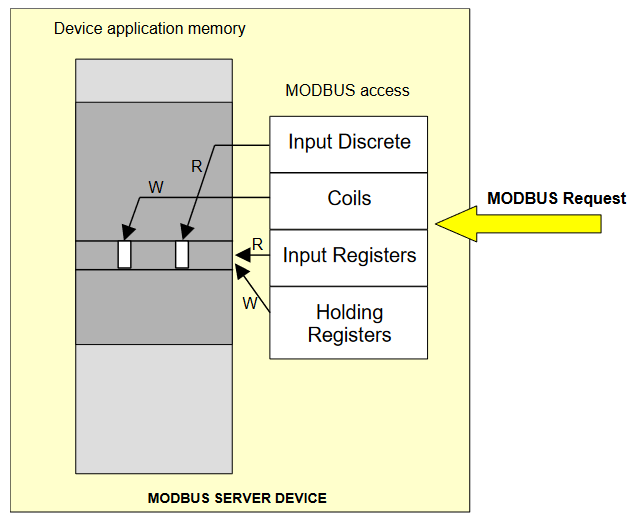 Device application memory
MODBUS access
Input Discrete
R
W
Coils
MODBUS Request
R
Input Registers
W
Holding
Registers
MODBUS SERVER DEVICE